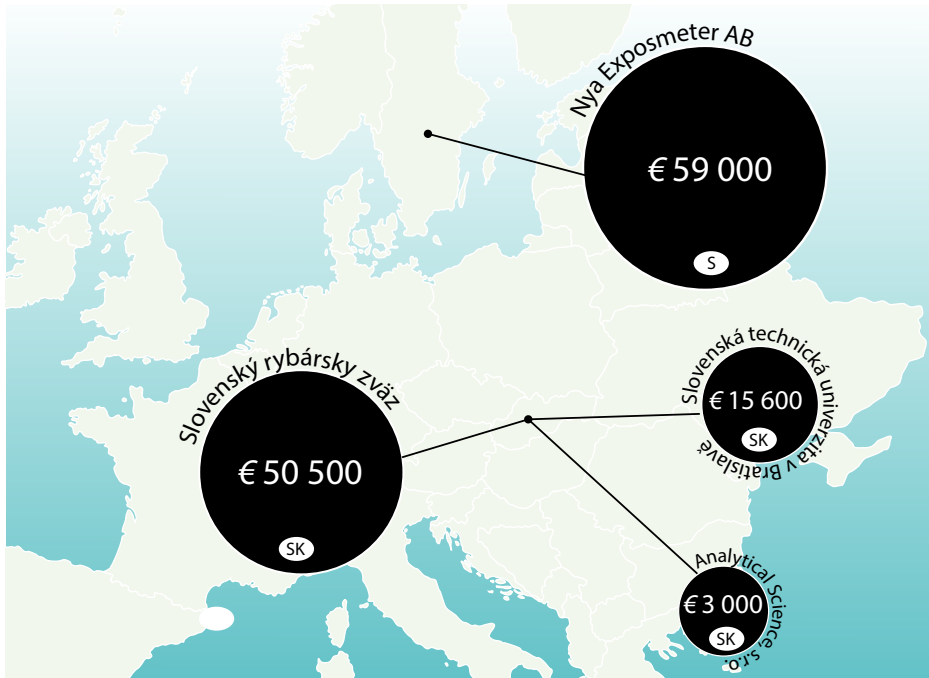 Nya Exposmeter AB
€ 59 000
S
Slovenská technická univerzita v Bratislavě
€ 15 600
SK
Slovenský rybársky zväz
€ 50 500
SK
Analytical Science, s.r.o.
€ 3 000
SK